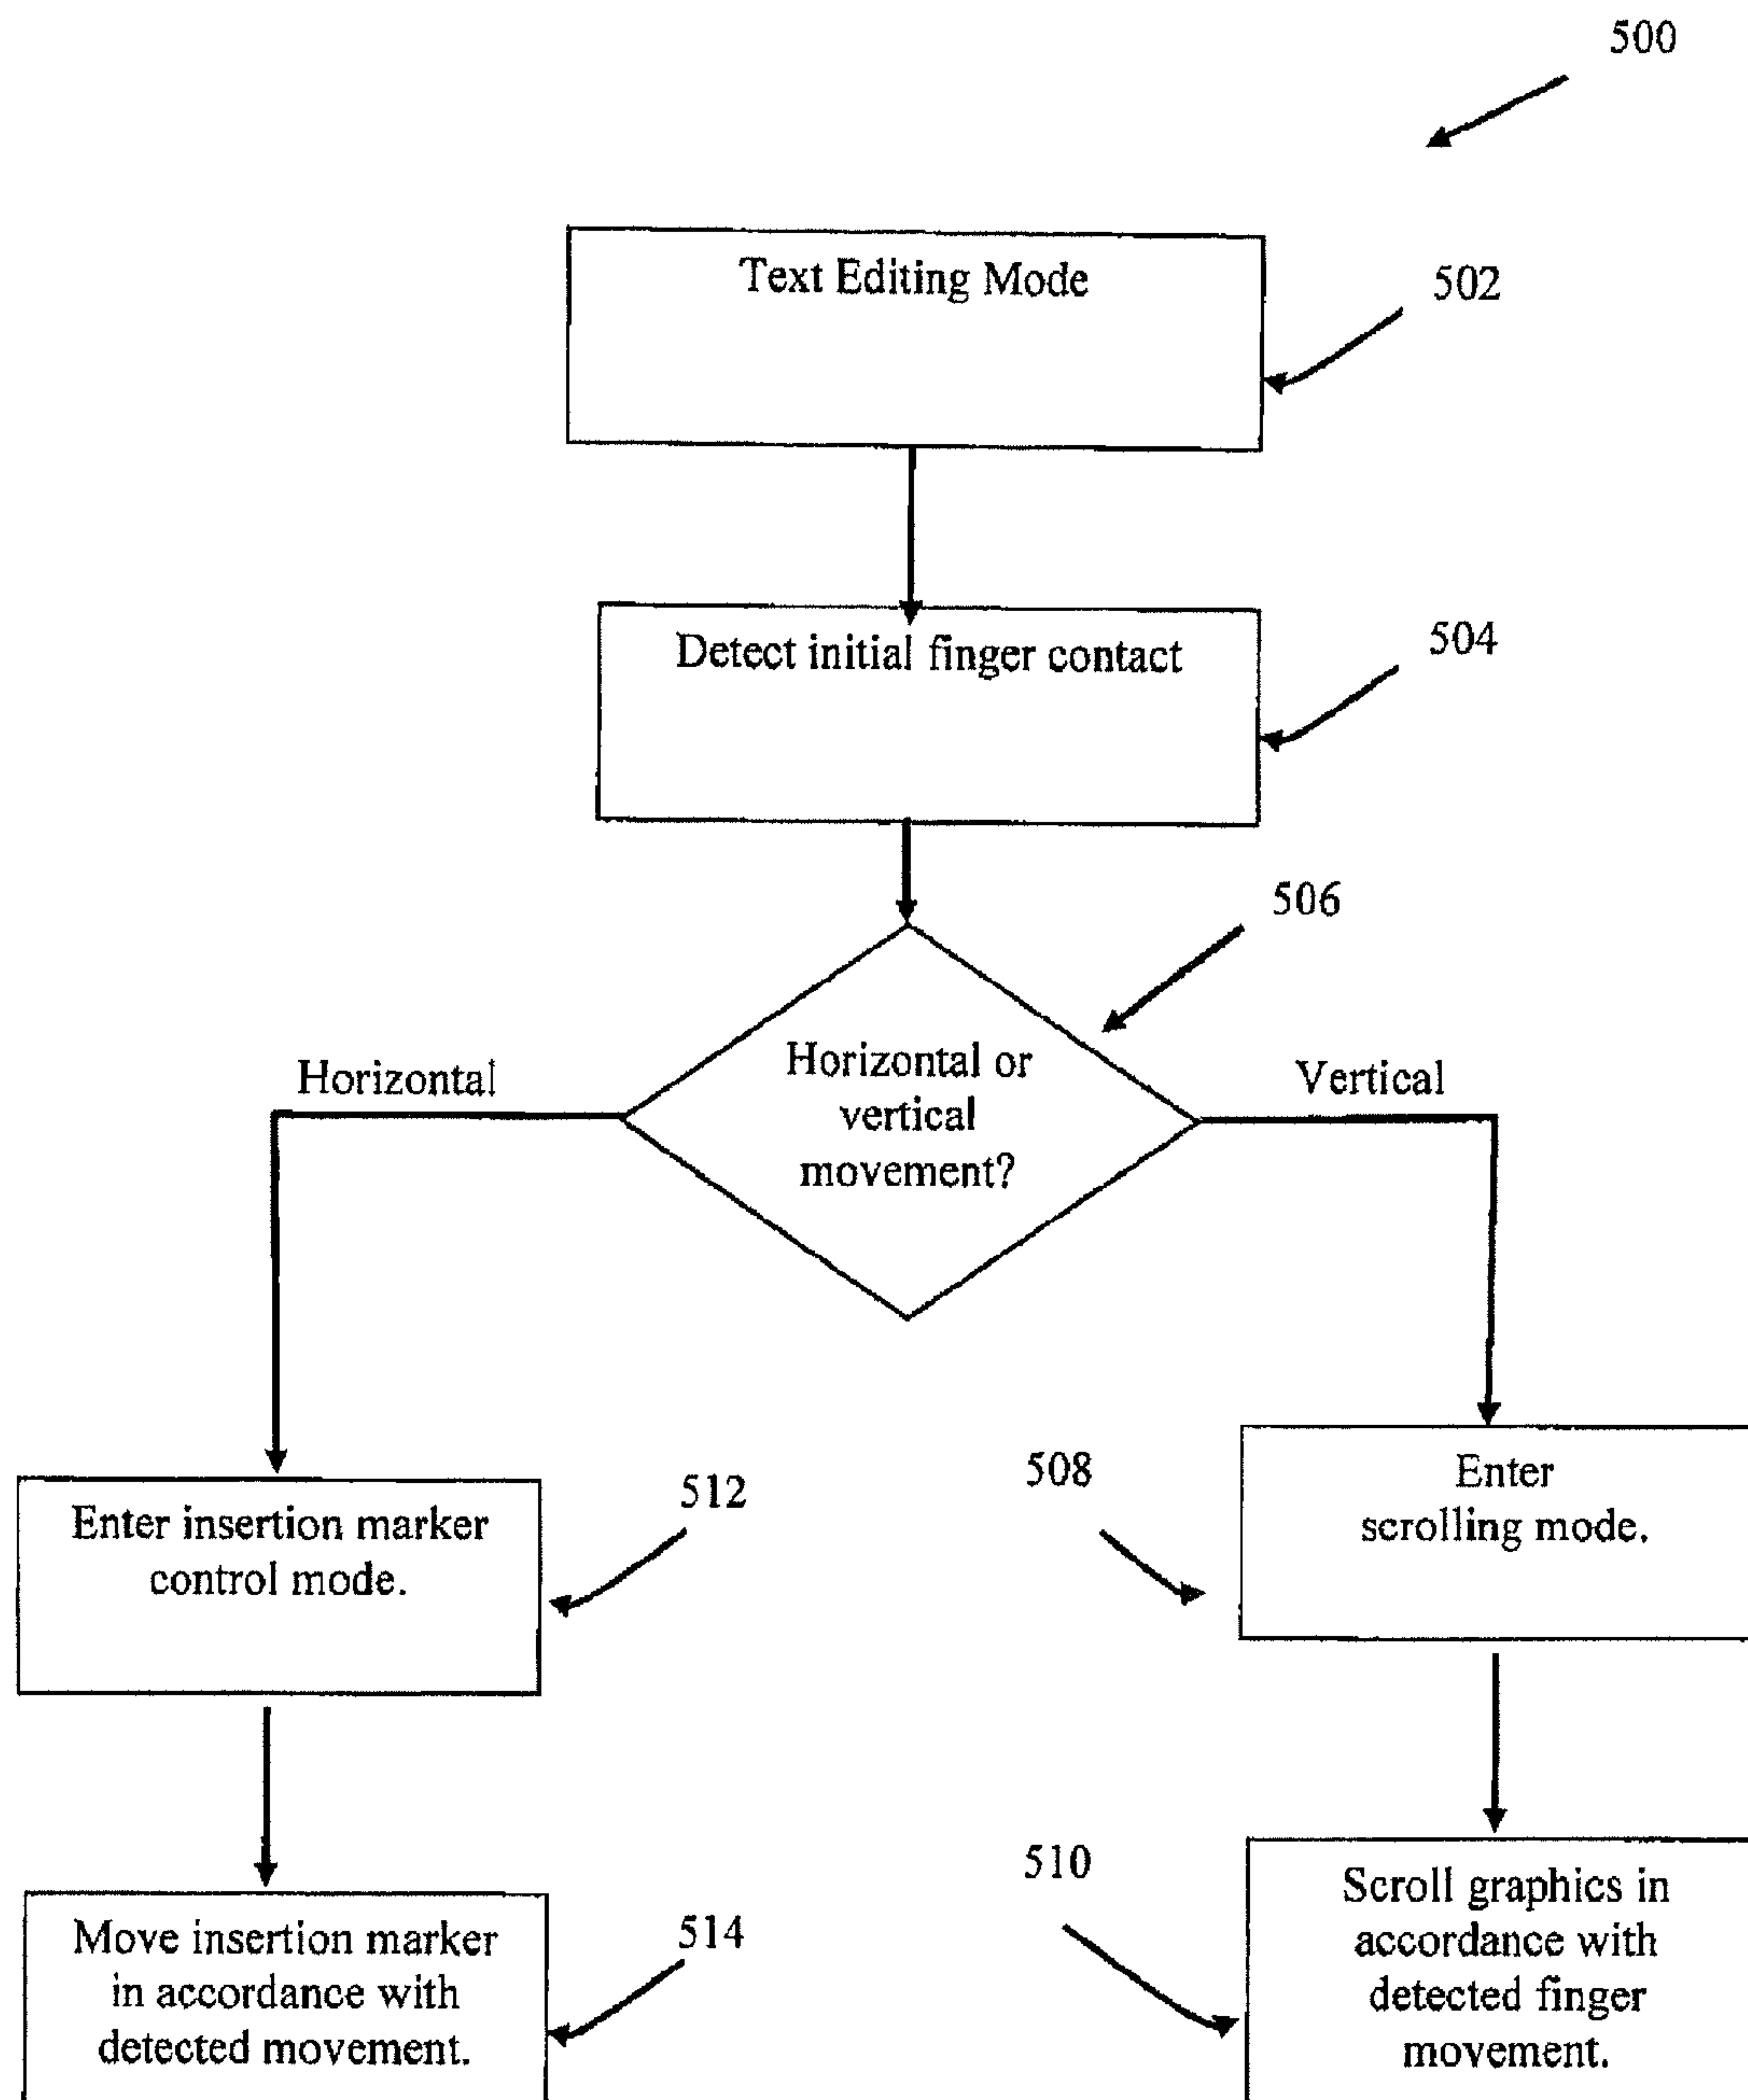 500
Text Editing Mode
502
Detect initial finger contact
504
506
Horizontal or
vertical
movement?
Horizontal
Vertical
Enter insertion marker
control mode.
512
508
Enter
scrolling mode.
Move insertion marker
in accordance with
detected movement.
514
510
Scroll graphics in
accordance with
detected finger
movement.